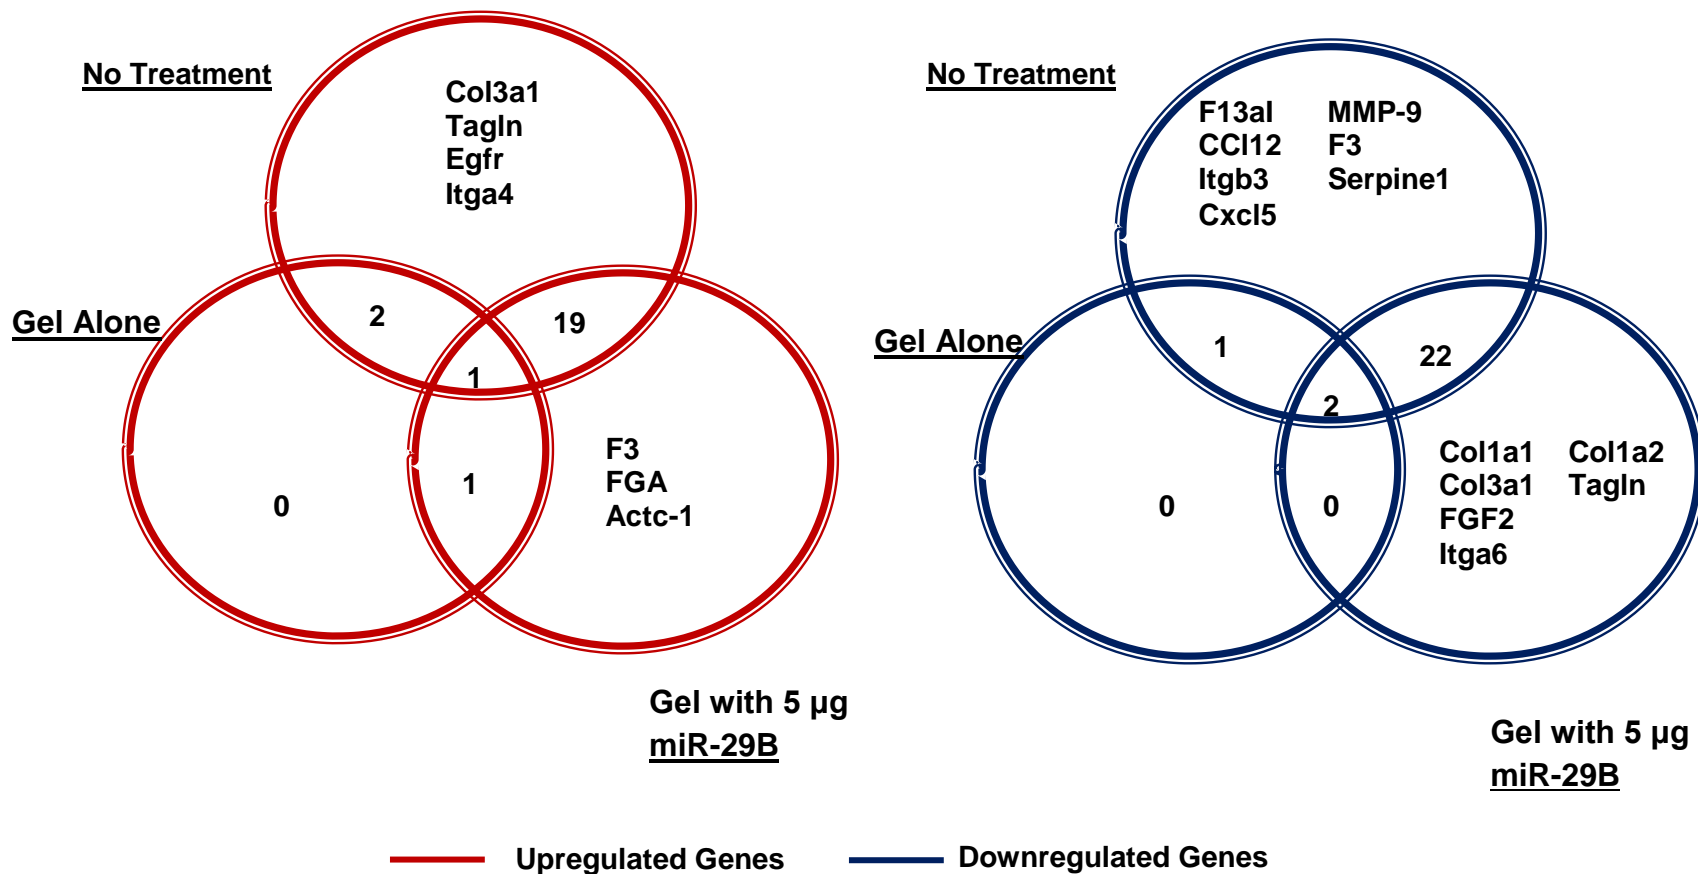 No Treatment
Col3a1
Tagln
Egfr
Itga4
Gel Alone
2
19
1
F3
FGA
Actc-1
1
0
Gel with 5 µg
miR-29B
No Treatment
F13aI MMP-9
CCl12 F3
Itgb3 Serpine1
Cxcl5
Gel Alone
1
22
2
Col1a1 Col1a2
Col3a1 Tagln
FGF2
Itga6
0
0
Gel with 5 µg
miR-29B
Upregulated Genes
Downregulated Genes